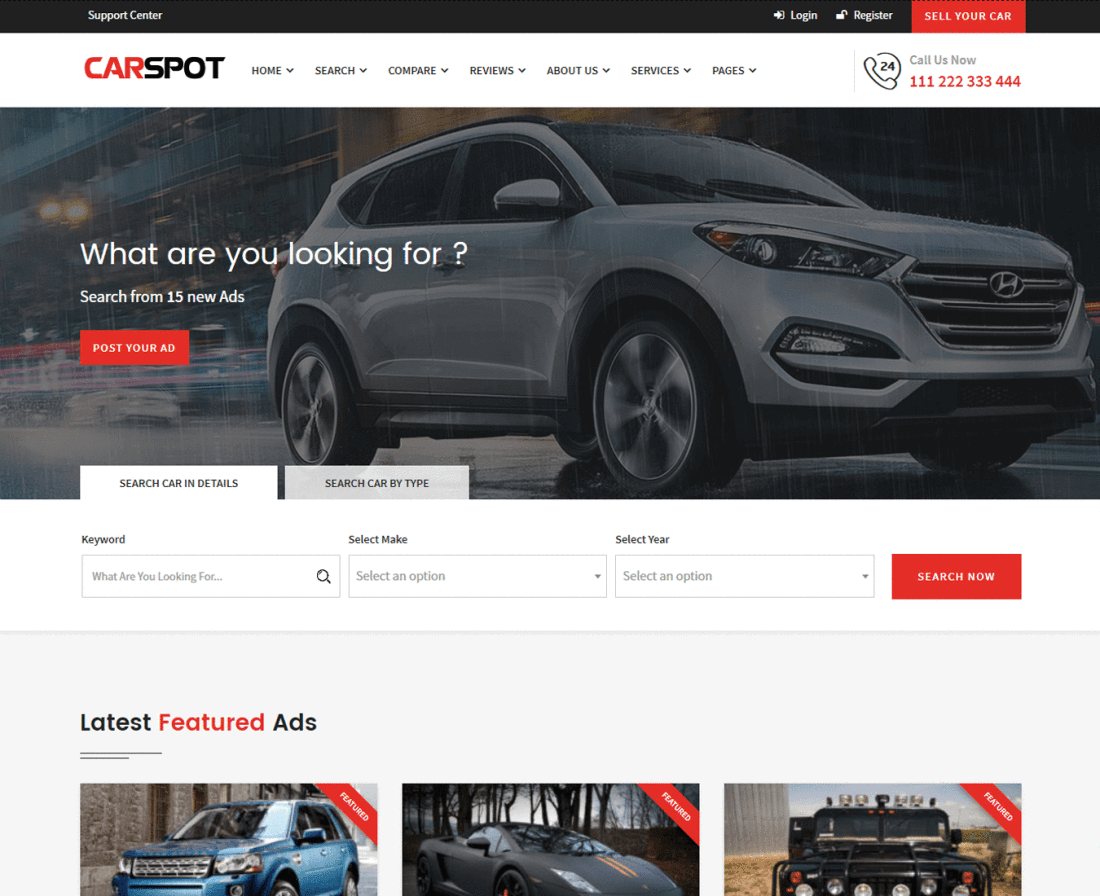 Support Center
Login
Register
SELL YOUR CAR
CARSPOT
HOME
SEARCH
COMPARE
REVIEWS
ABOUT US
SERVICES
PAGES
24
Call Us Now
111 222 333 444
What are you looking for ?
Search from 15 new Ads
POST YOUR AD
SEARCH CAR IN DETAILS
SEARCH CAR BY TYPE
Keyword
Select Make
Select Year
What Are You Looking For...
Select an option
Select an option
SEARCH NOW
Latest Featured Ads
FEATURED
FEATURED
FEATURED